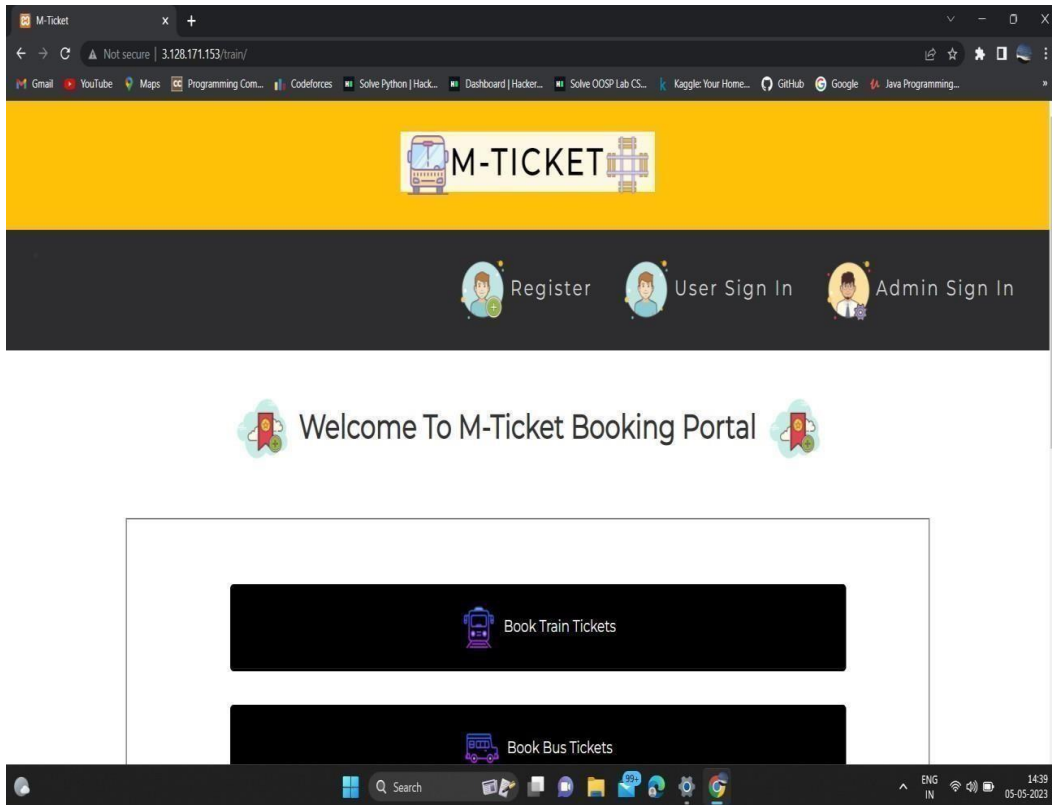 M-Ticket
Not secure | 3.128.171.153/train/
Gmail YouTube Maps Programming Com... Codeforces Solve Python | Hack... Dashboard | Hacker... Solve OOSP Lab CS... Kaggle: Your Home... GitHub Google Java Programming... »
M-TICKET
Register User Sign In Admin Sign In
Welcome To M-Ticket Booking Portal
Book Train Tickets
Book Bus Tickets
Search 99+ ENG 14:39
IN 05-05-2023